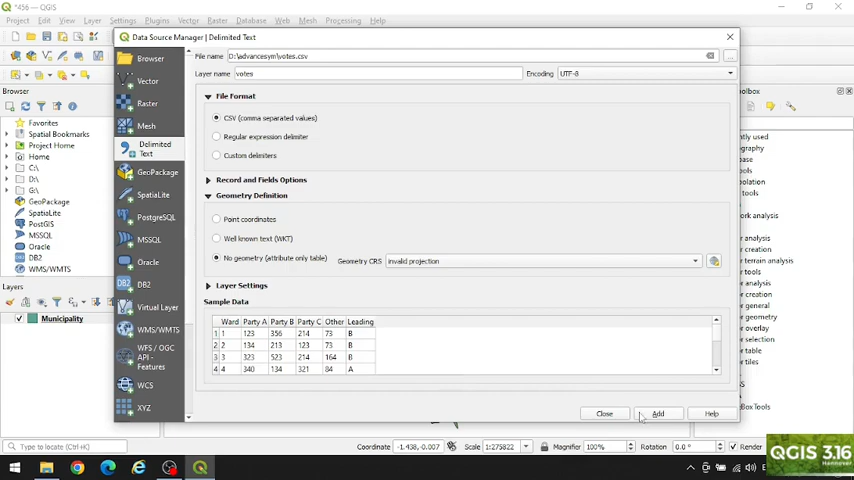 *456 — QGIS
Project Edit View Layer Settings Plugins Vector Raster Database Web Mesh Processing Help
Data Source Manager | Delimited Text
File name D:\advancesym\votes.csv
Layer name votes Encoding UTF-8
Browser
Vector
Raster
Mesh
Delimited
Text
GeoPackage
SpatiaLite
PostgreSQL
MSSQL
Oracle
DB2
Virtual Layer
WMS/WMTS
WFS / OGC
API -
Features
WCS
XYZ
File Format
CSV (comma separated values)
Regular expression delimiter
Custom delimiters
Record and Fields Options
Geometry Definition
Point coordinates
Well known text (WKT)
No geometry (attribute only table) Geometry CRS invalid projection
Layer Settings
Sample Data
Ward Party A Party B Party C Other Leading
1 1 123 356 214 73 B
2 2 134 213 123 73 B
3 3 323 523 214 164 B
4 4 340 134 321 84 A
Close Add Help
Browser
Favorites
Spatial Bookmarks
Project Home
Home
C:\
D:\
G:\
GeoPackage
SpatiaLite
PostGIS
MSSQL
Oracle
DB2
WMS/WMTS
Layers
Municipality
Type to locate (Ctrl+K)
Coordinate -1.438,-0.007 Scale 1:275822 Magnifier 100% Rotation 0.0 ° Render
QGIS 3.16
Hannover